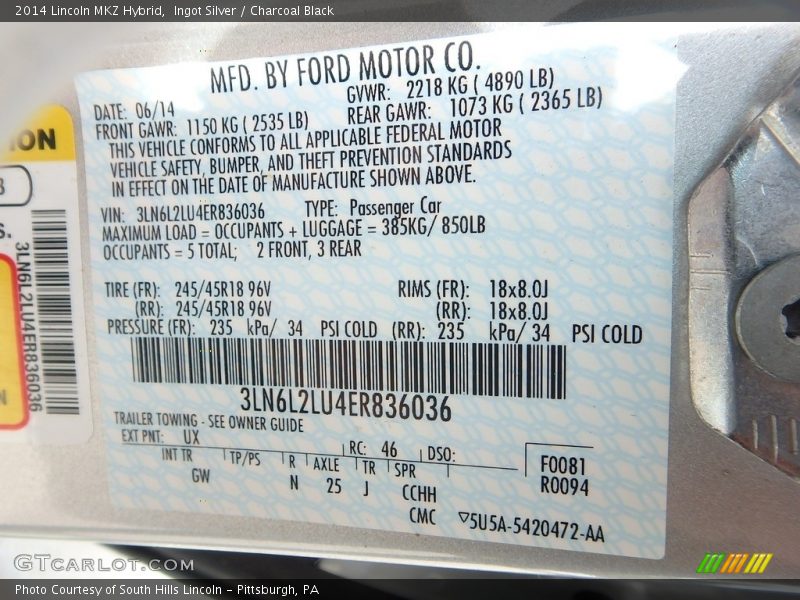 2014 Lincoln MKZ Hybrid,  Ingot Silver / Charcoal Black
MFD. BY FORD MOTOR CO.
DATE: 06/14
GVWR: 2218 KG ( 4890 LB)
FRONT GAWR: 1150 KG ( 2535 LB)
REAR GAWR: 1073 KG ( 2365 LB)
THIS VEHICLE CONFORMS TO ALL APPLICABLE FEDERAL MOTOR
VEHICLE SAFETY, BUMPER, AND THEFT PREVENTION STANDARDS
IN EFFECT ON THE DATE OF MANUFACTURE SHOWN ABOVE.
VIN: 3LN6L2LU4ER836036 TYPE: Passenger Car
MAXIMUM LOAD = OCCUPANTS + LUGGAGE = 385KG/ 850LB
OCCUPANTS = 5 TOTAL; 2 FRONT, 3 REAR
TIRE (FR): 245/45R18 96V RIMS (FR): 18x8.0J
(RR): 245/45R18 96V (RR): 18x8.0J
PRESSURE (FR): 235 kPa/ 34 PSI COLD (RR): 235 kPa/ 34 PSI COLD
3LN6L2LU4ER836036
TRAILER TOWING - SEE OWNER GUIDE
EXT PNT: UX RC: 46 DSO:
INT TR TP/PS R AXLE TR SPR
GW N 25 J CCHH
CMC
F0081
R0094
▽5U5A-5420472-AA
ION
S.
3LN6L2LU4ER836036
N
GTCARLOT.COM
Photo Courtesy of South Hills Lincoln – Pittsburgh, PA